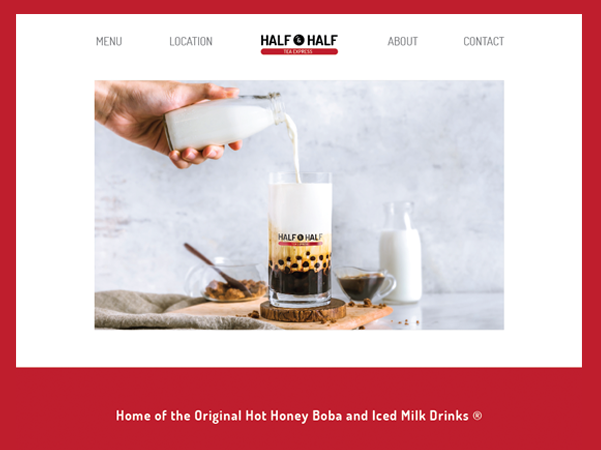 MENU
LOCATION
HALF & HALF
TEA EXPRESS
ABOUT
CONTACT
HALF & HALF
Home of the Original Hot Honey Boba and Iced Milk Drinks ®